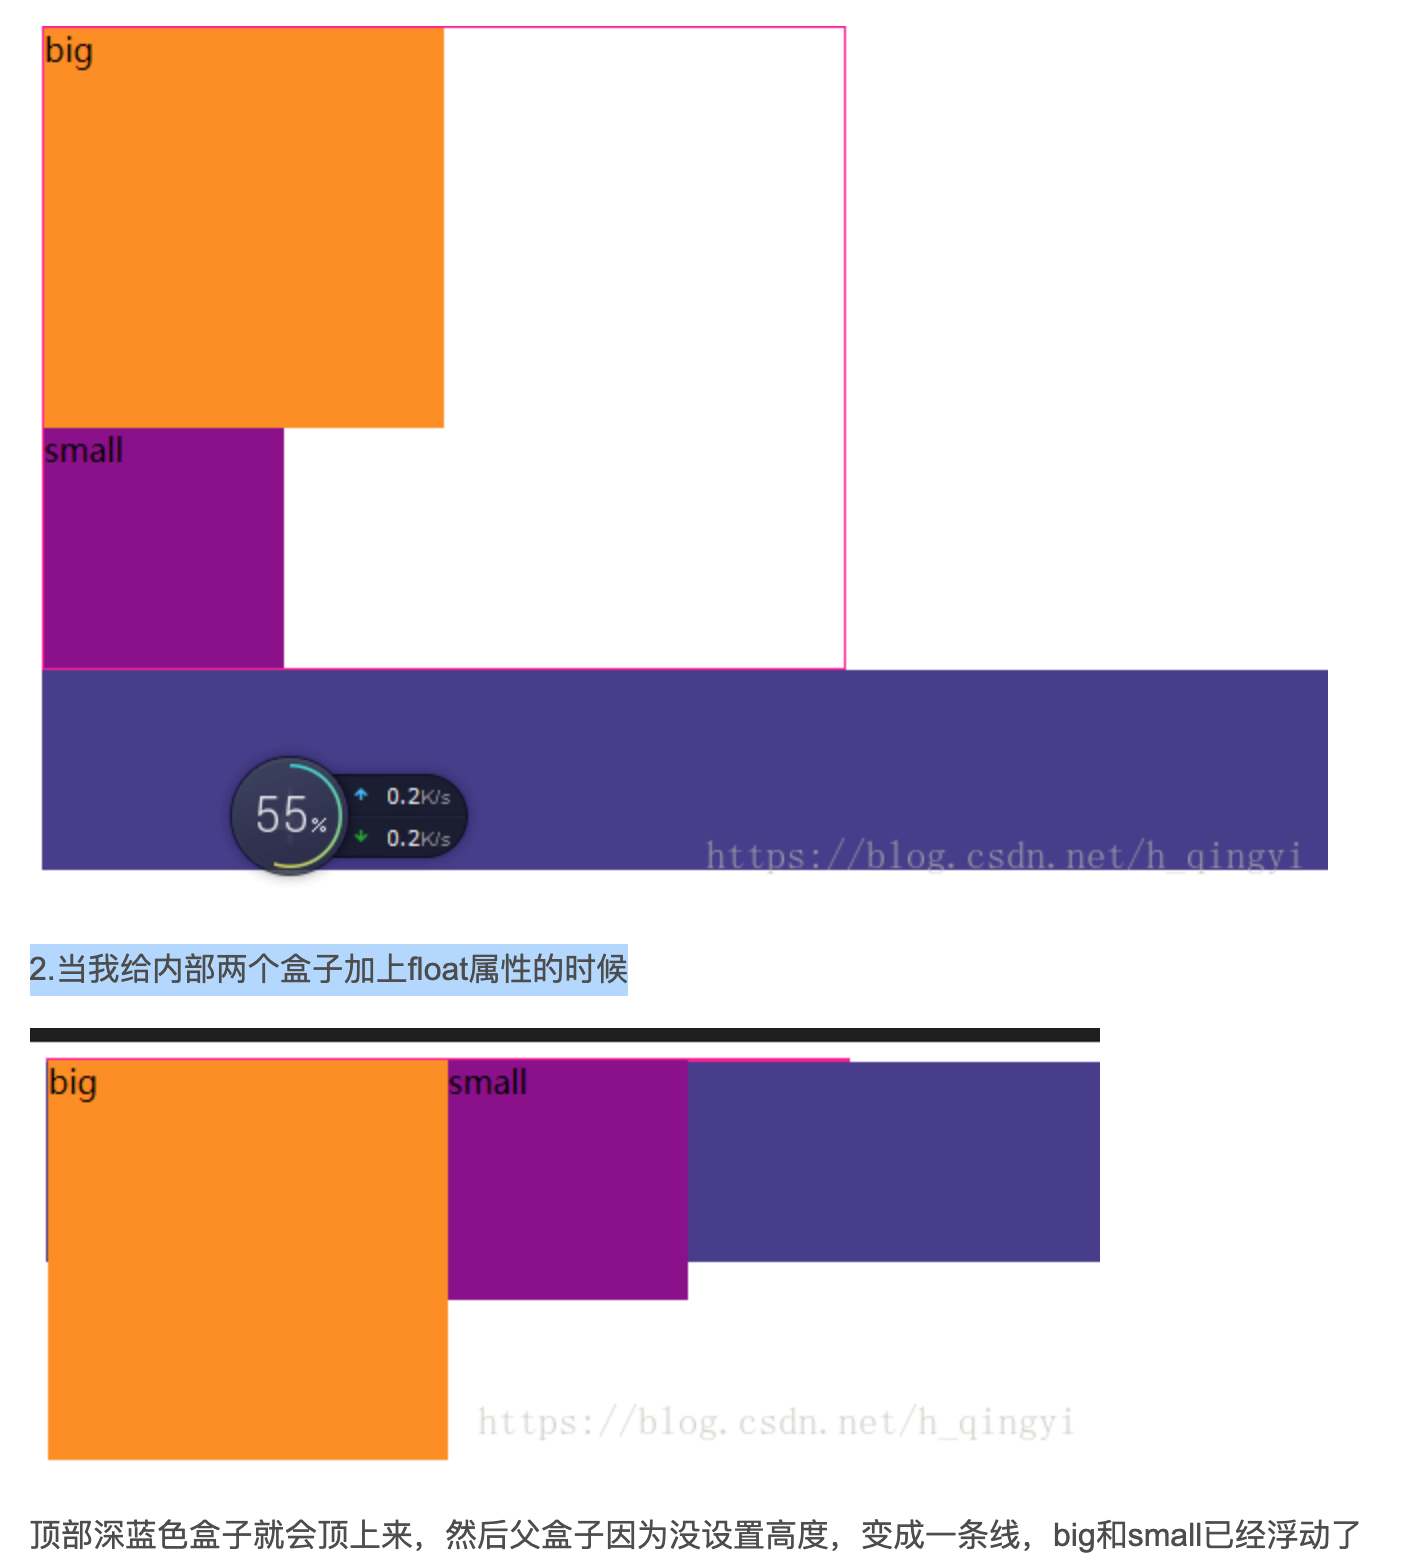 big
small
55%
0.2K/s
0.2K/s
https://blog.csdn.net/h_qingyi
2.当我给内部两个盒子加上float属性的时候
big small
https://blog.csdn.net/h_qingyi
顶部深蓝色盒子就会顶上来，然后父盒子因为没设置高度，变成一条线，big和small已经浮动了